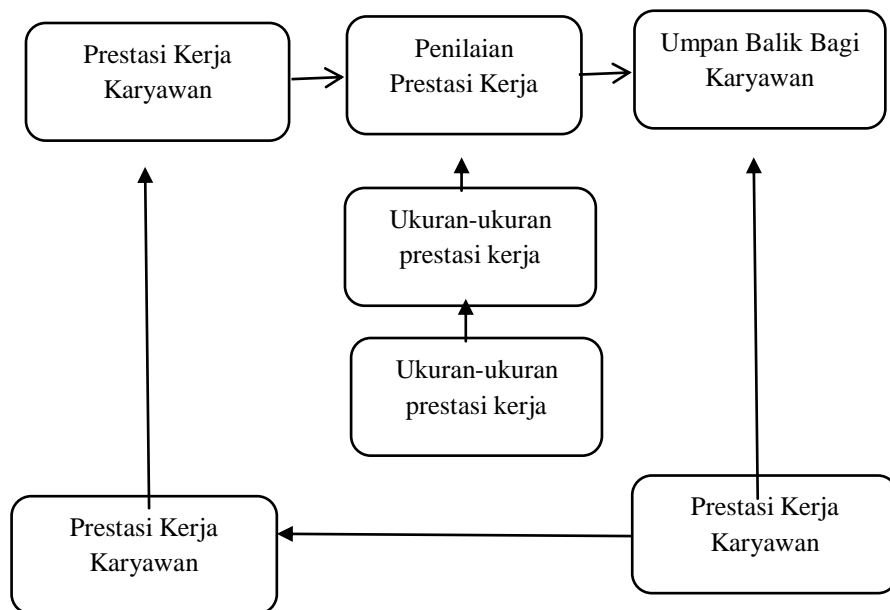 Prestasi Kerja
Karyawan
Penilaian
Prestasi Kerja
Umpan Balik Bagi
Karyawan
Ukuran-ukuran
prestasi kerja
Ukuran-ukuran
prestasi kerja
Prestasi Kerja
Karyawan
Prestasi Kerja
Karyawan